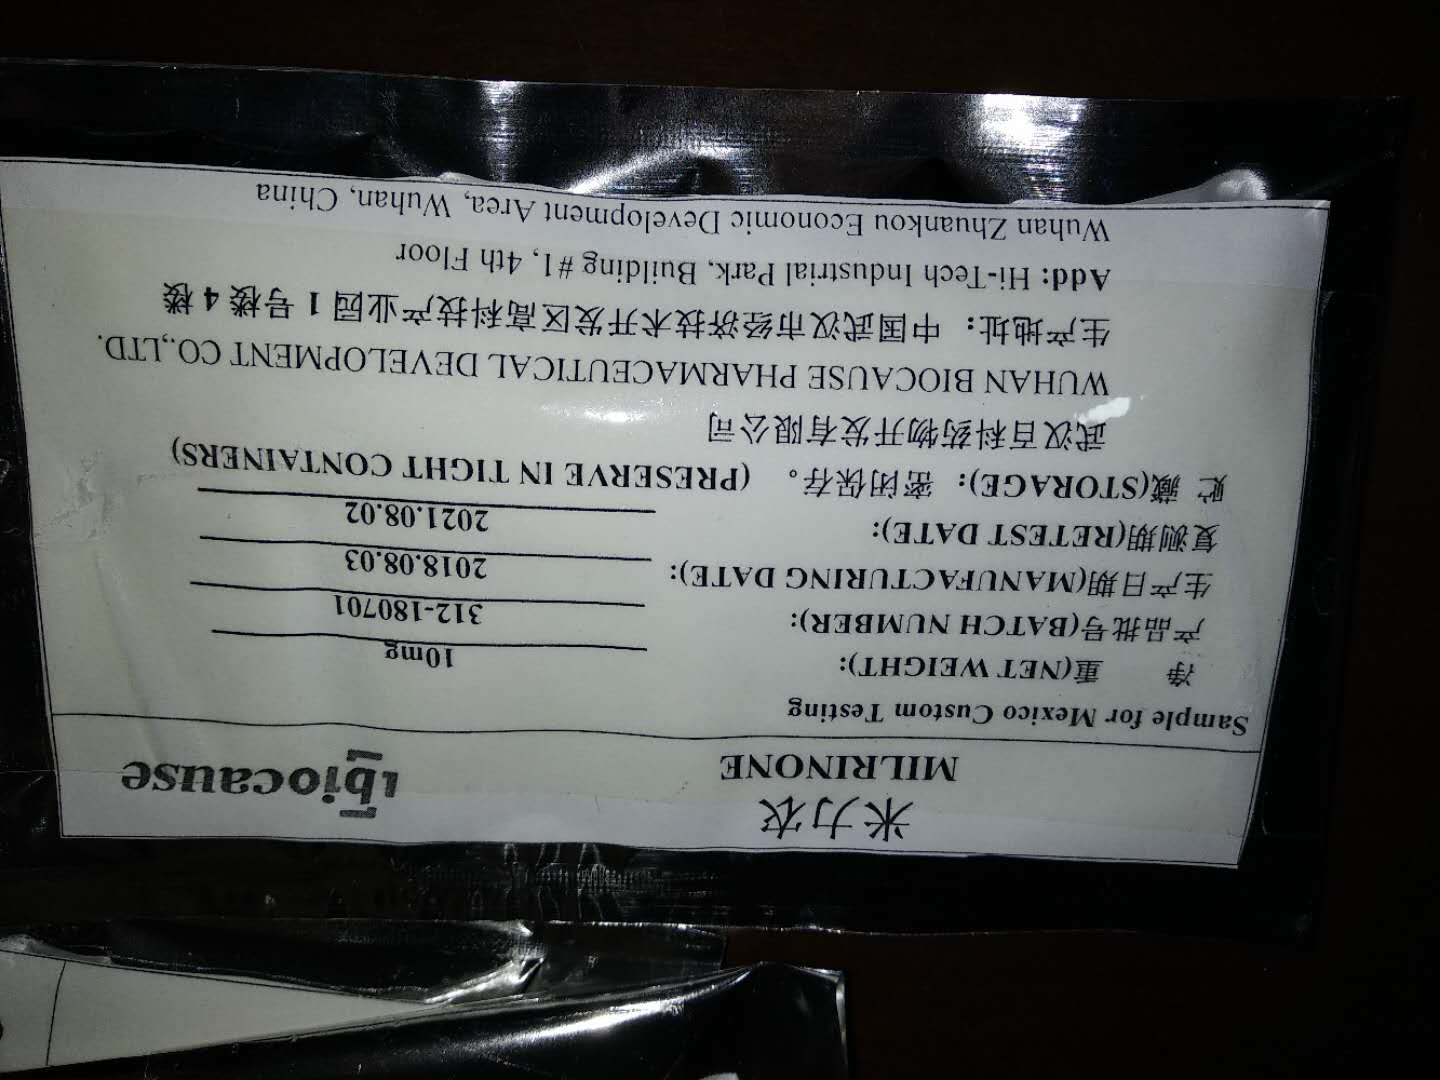 米力农
MILRINONE
biocause
Sample for Mexico Custom Testing
净 重(NET WEIGHT): 10mg
产品批号(BATCH NUMBER): 312-180701
生产日期(MANUFACTURING DATE): 2018.08.03
复测期(RETEST DATE): 2021.08.02
贮 藏(STORAGE): 密闭保存。 (PRESERVE IN TIGHT CONTAINERS)
武汉百科药物开发有限公司
WUHAN BIOCAUSE PHARMACEUTICAL DEVELOPMENT CO.,LTD.
生产地址: 中国武汉市经济技术开发区高科技产业园 1 号楼 4 楼
Add: Hi-Tech Industrial Park, Building #1, 4th Floor
Wuhan Zhuankou Economic Development Area, Wuhan, China